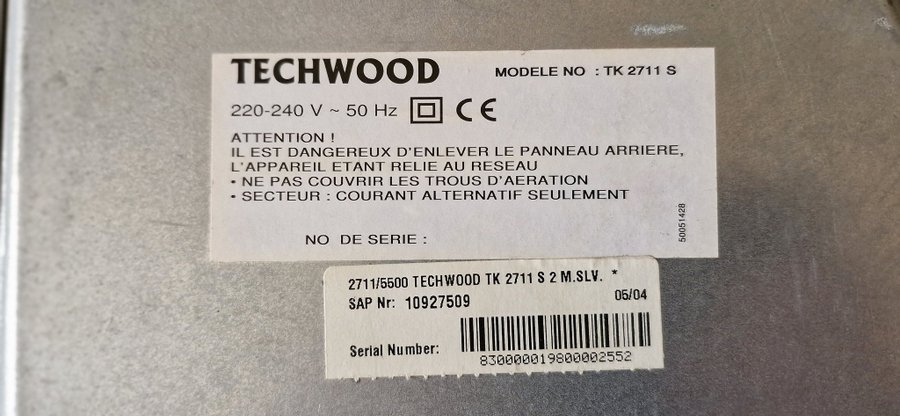 TECHWOOD MODELE NO : TK 2711 S
220-240 V ~ 50 Hz CE
ATTENTION !
IL EST DANGEREUX D'ENLEVER LE PANNEAU ARRIERE,
L'APPAREIL ETANT RELIE AU RESEAU
• NE PAS COUVRIR LES TROUS D'AERATION
• SECTEUR : COURANT ALTERNATIF SEULEMENT
NO DE SERIE :
50051428
2711/5500 TECHWOOD TK 2711 S 2 M.SLV. *
SAP Nr: 10927509 05/04
Serial Number:
830000019800002552